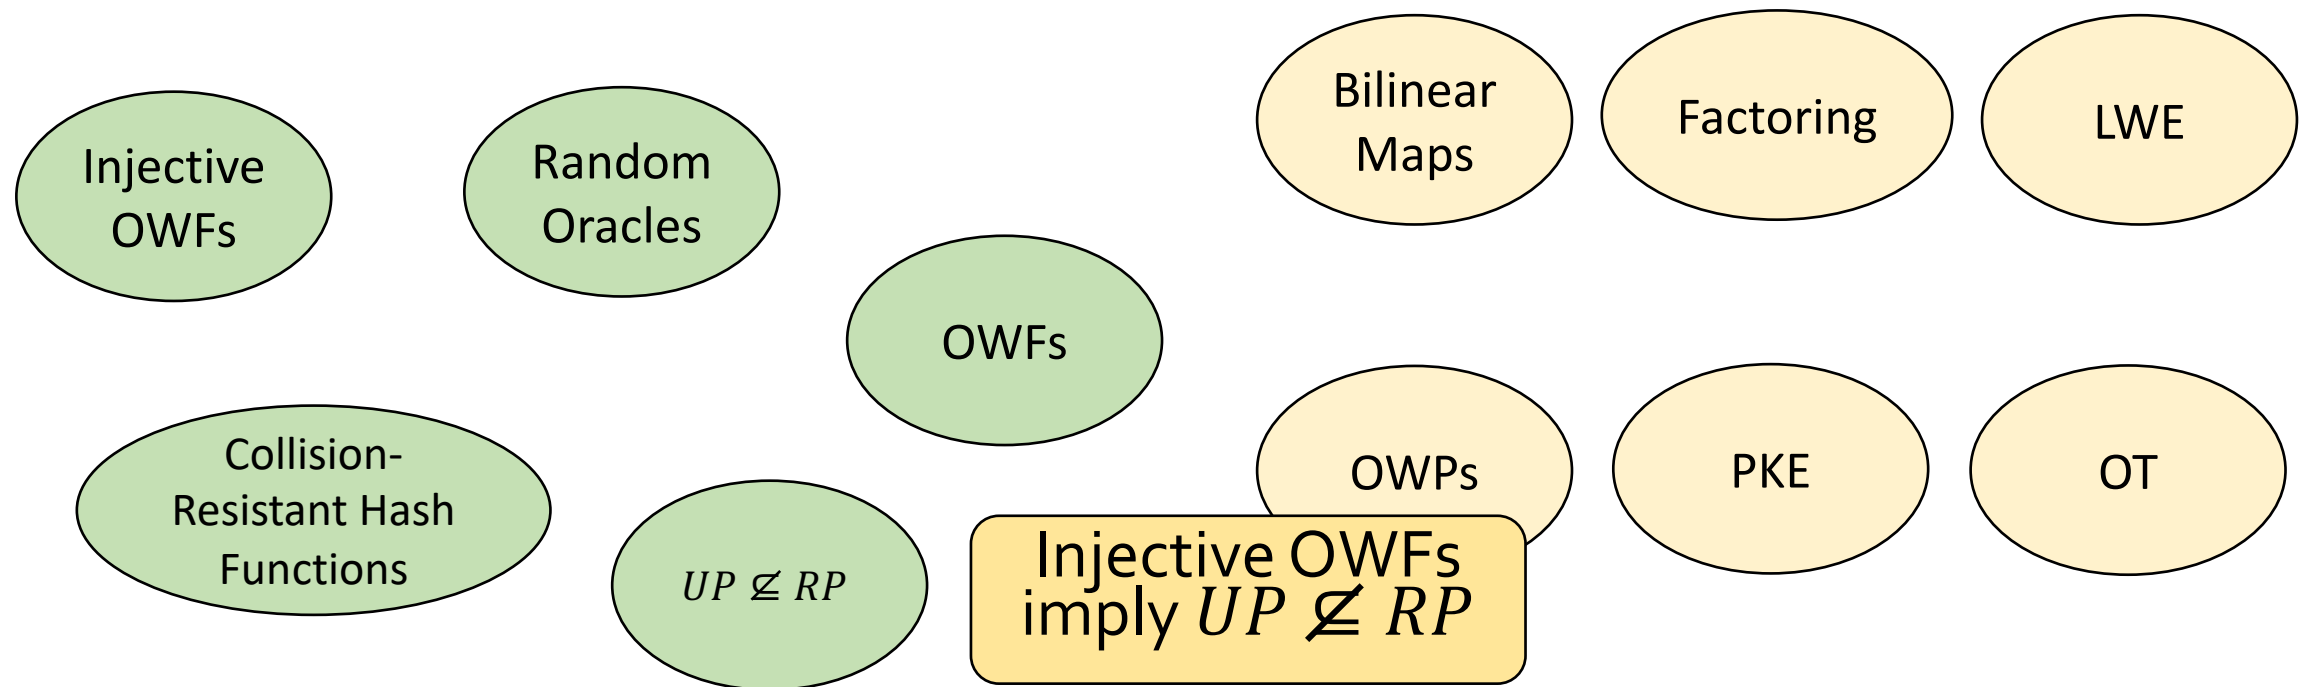 Injective
OWFs
Random
Oracles
Bilinear
Maps
Factoring
LWE
OWFs
Collision-
Resistant Hash
Functions
UP ⊈ RP
OWPs
PKE
OT
Injective OWFs
imply UP ⊈ RP